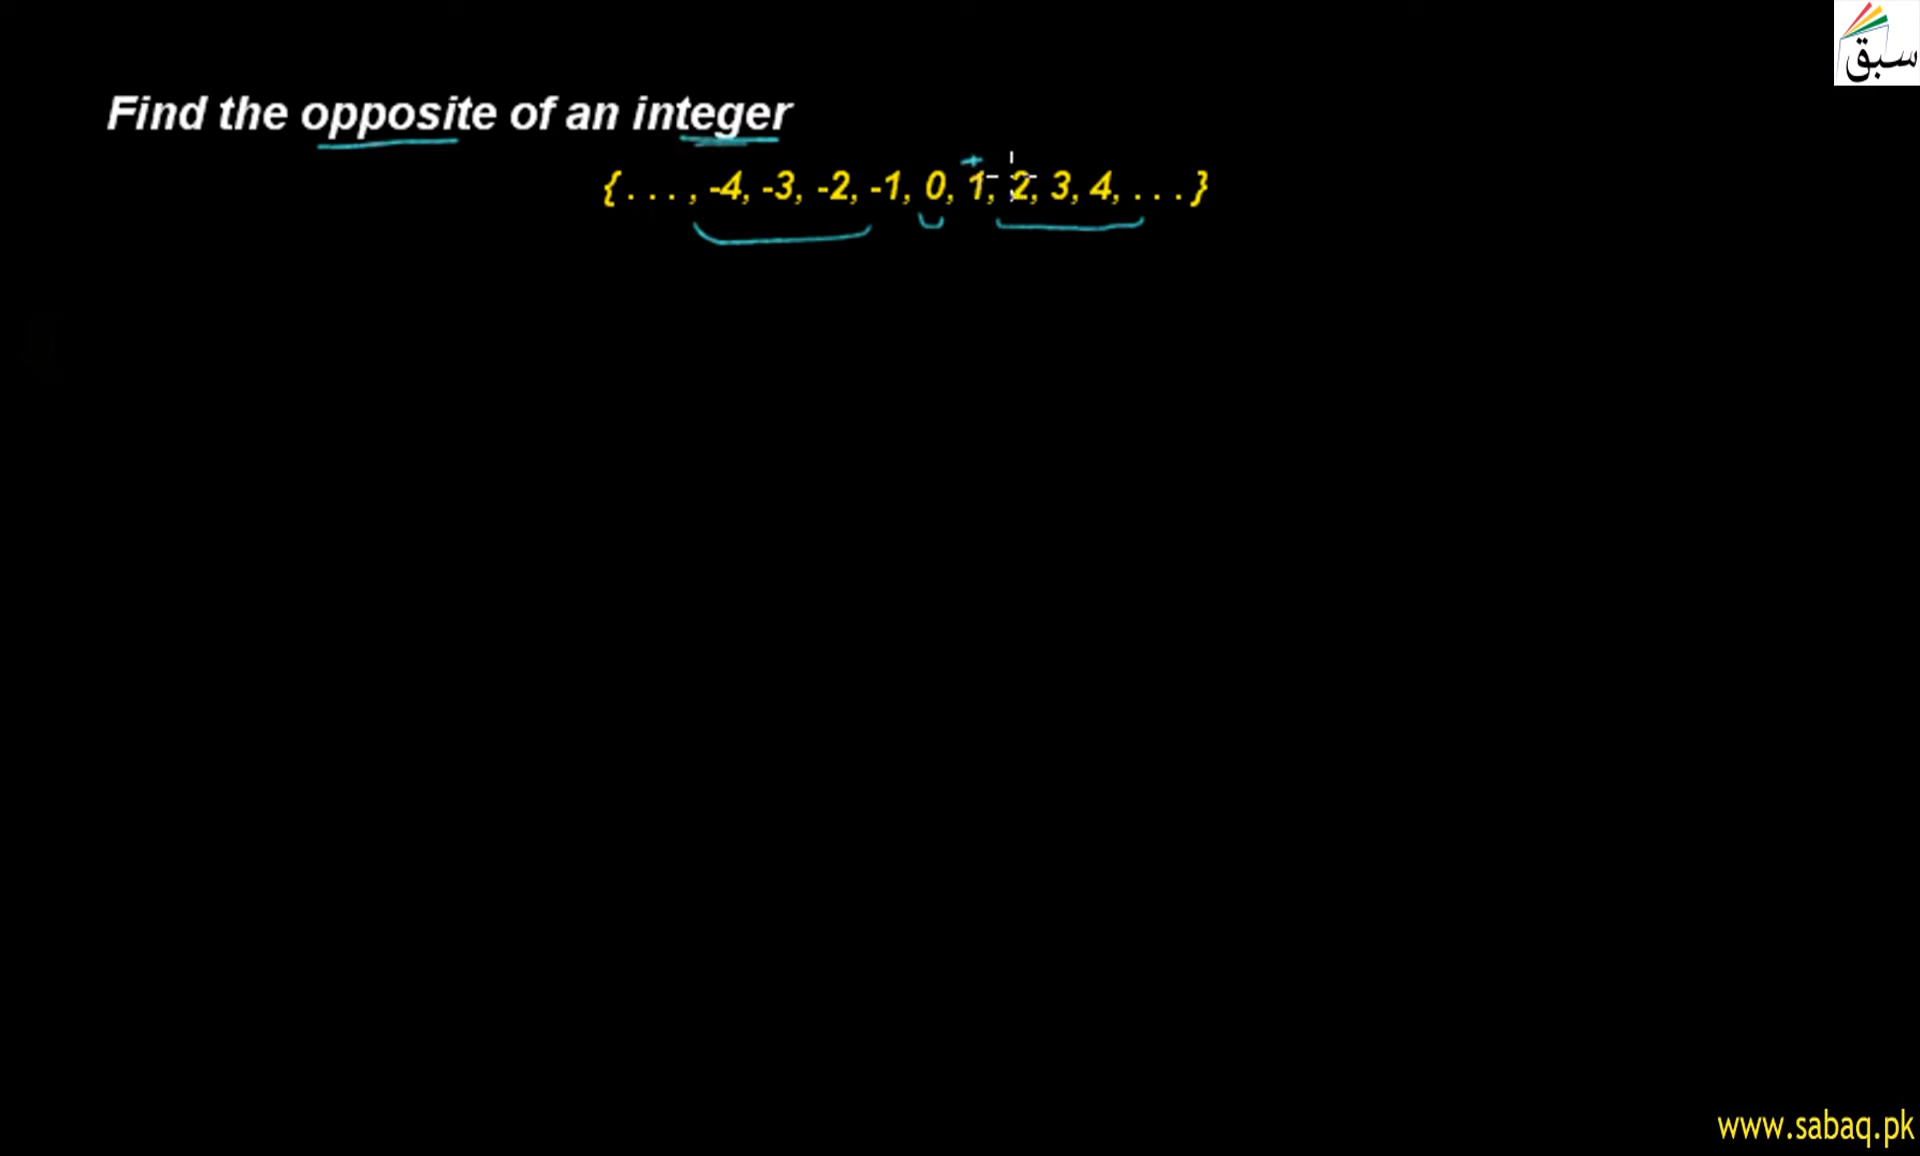 سبق
Find the opposite of an integer
+
{ . . . , -4, -3, -2, -1, 0, 1, 2, 3, 4, . . . }
www.sabaq.pk